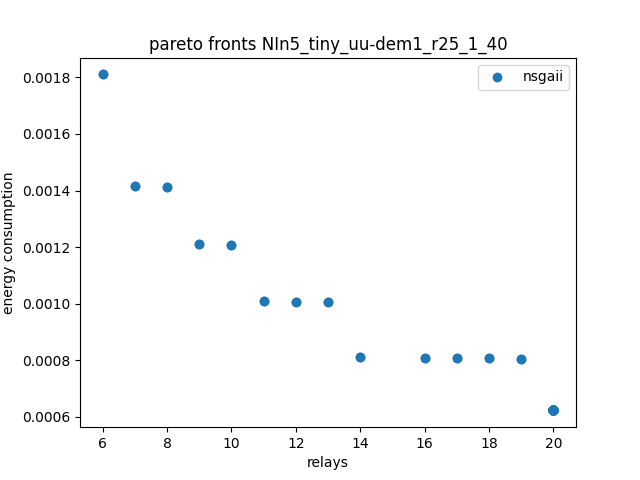 pareto fronts NIn5_tiny_uu-dem1_r25_1_40
nsgaii
energy consumption
0.0018
0.0016
0.0014
0.0012
0.0010
0.0008
0.0006
6 8 10 12 14 16 18 20
relays